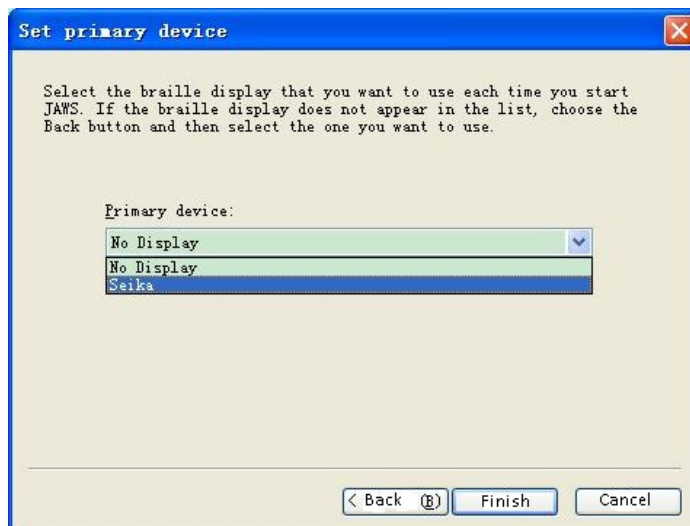 Set primary device
Select the braille display that you want to use each time you start
JAWS. If the braille display does not appear in the list, choose the
Back button and then select the one you want to use.
Primary device:
No Display
No Display
Seika
< Back (B)
Finish
Cancel